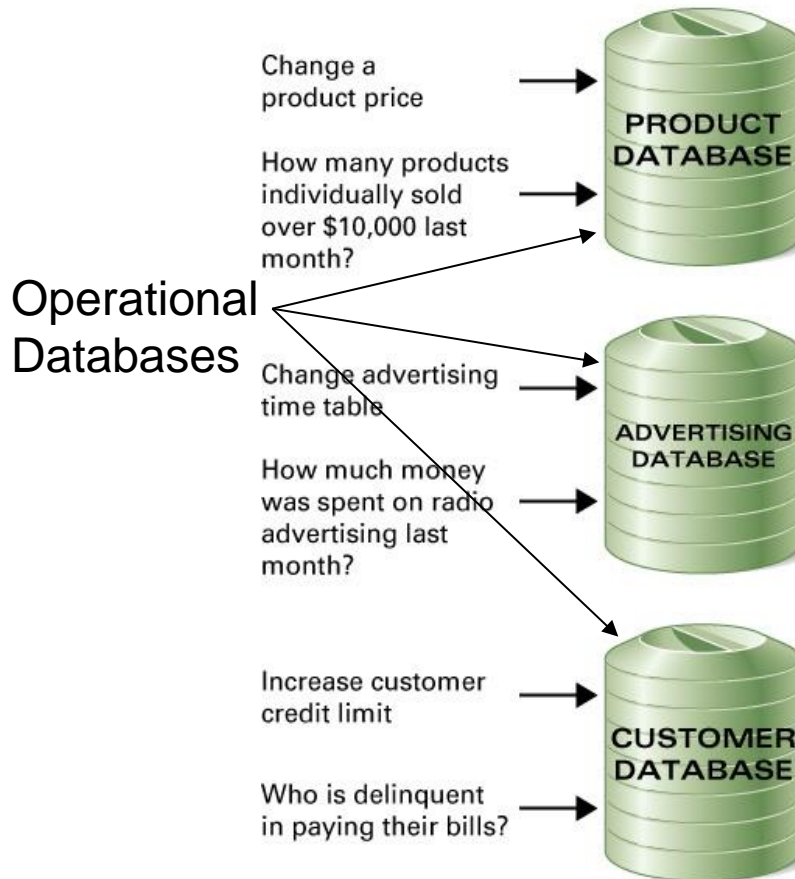 Change a
product price
PRODUCT
DATABASE
How many products
individually sold
over $10,000 last
month?
Operational
Databases
Change advertising
time table
ADVERTISING
DATABASE
How much money
was spent on radio
advertising last
month?
Increase customer
credit limit
CUSTOMER
DATABASE
Who is delinquent
in paying their bills?